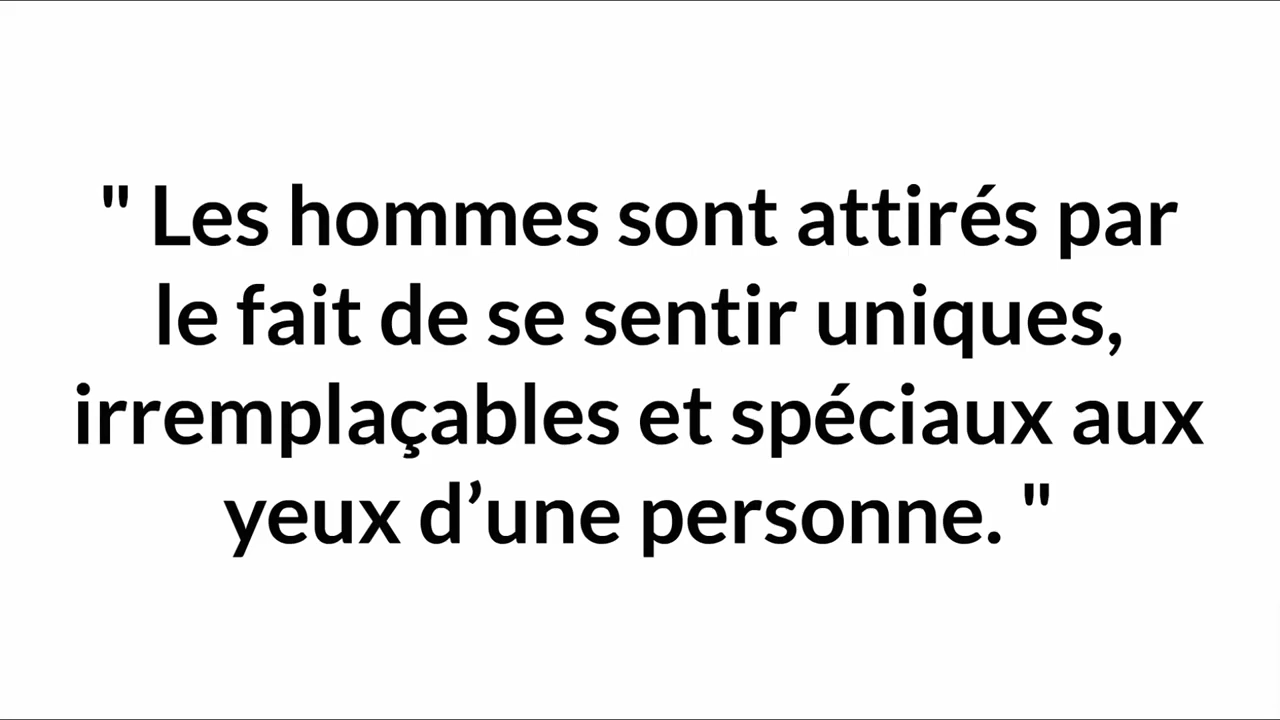 " Les hommes sont attirés par
le fait de se sentir uniques,
irremplaçables et spéciaux aux
yeux d’une personne. "